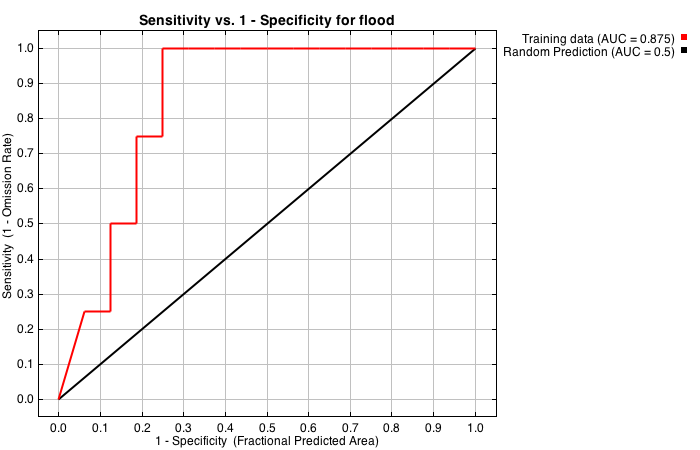 Sensitivity vs. 1 - Specificity for flood
Training data (AUC = 0.875)
Random Prediction (AUC = 0.5)
Sensitivity (1 - Omission Rate)
1.0
0.9
0.8
0.7
0.6
0.5
0.4
0.3
0.2
0.1
0.0
0.0 0.1 0.2 0.3 0.4 0.5 0.6 0.7 0.8 0.9 1.0
1 - Specificity (Fractional Predicted Area)